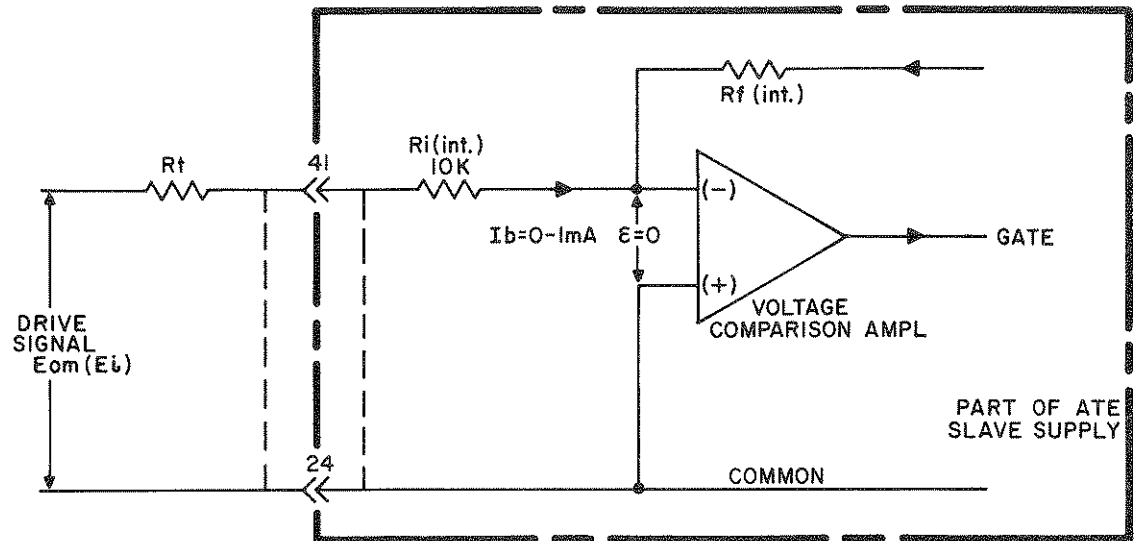 Rf (int.)
Ri (int.)
10K
Rt
41
(-)
Ib=0-1mA
ε=0
GATE
(+)
VOLTAGE
COMPARISON AMPL
DRIVE
SIGNAL
Eom (Ei)
PART OF ATE
SLAVE SUPPLY
24
COMMON